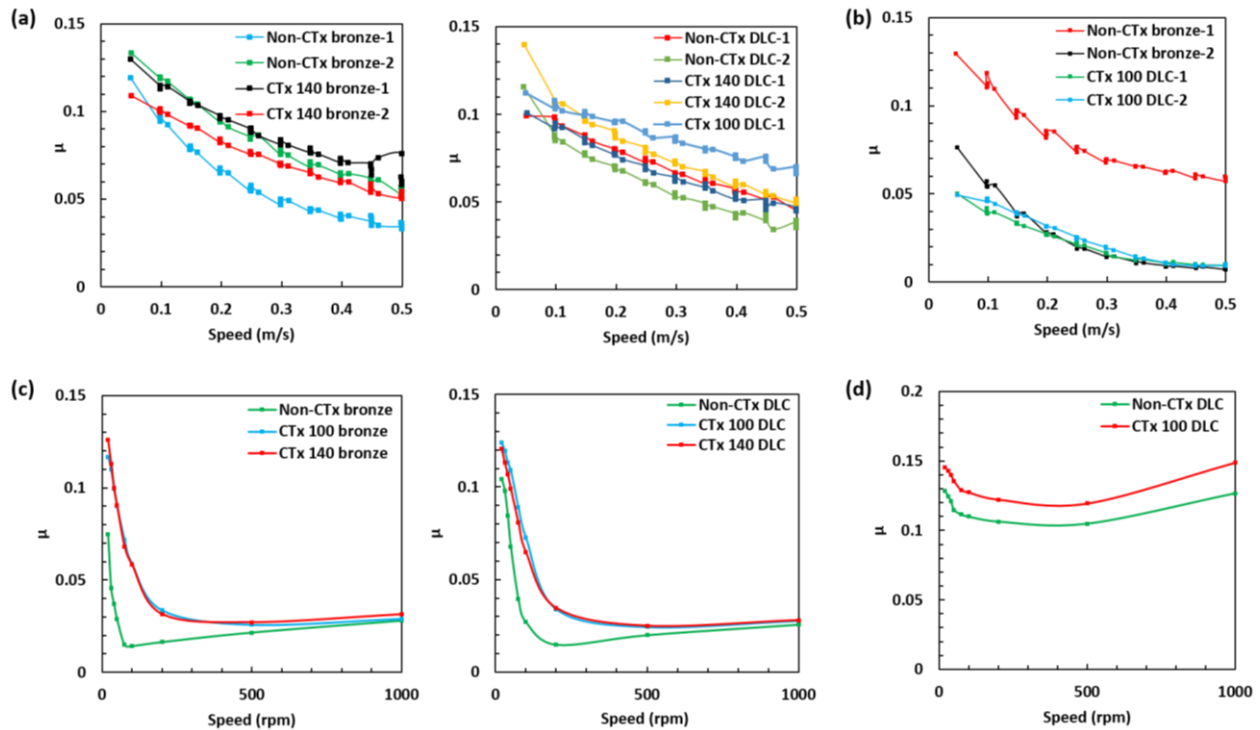 (a)
0.15
0.1
0.05
0
μ
Non-CTx bronze-1
Non-CTx bronze-2
CTx 140 bronze-1
CTx 140 bronze-2
0 0.1 0.2 0.3 0.4 0.5
Speed (m/s)
0.15
0.1
0.05
0
μ
Non-CTx DLC-1
Non-CTx DLC-2
CTx 140 DLC-1
CTx 140 DLC-2
CTx 100 DLC-1
0 0.1 0.2 0.3 0.4 0.5
Speed (m/s)
(b)
0.15
0.1
0.05
0
μ
Non-CTx bronze-1
Non-CTx bronze-2
CTx 100 DLC-1
CTx 100 DLC-2
0 0.1 0.2 0.3 0.4 0.5
Speed (m/s)
(c)
0.15
0.1
0.05
0
μ
Non-CTx bronze
CTx 100 bronze
CTx 140 bronze
0 500 1000
Speed (rpm)
0.15
0.1
0.05
0
μ
Non-CTx DLC
CTx 100 DLC
CTx 140 DLC
0 500 1000
Speed (rpm)
(d)
0.2
0.15
0.1
0.05
0
μ
Non-CTx DLC
CTx 100 DLC
0 500 1000
Speed (rpm)